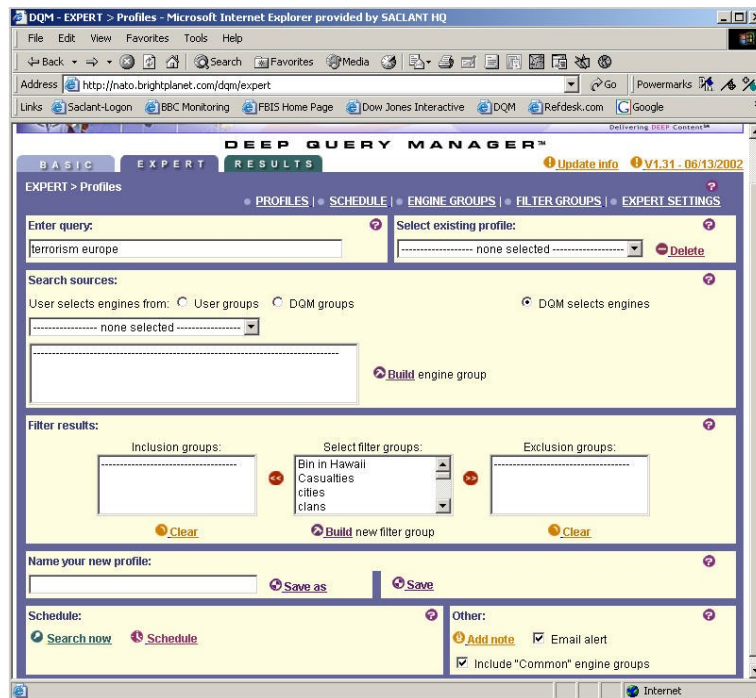 DQM - EXPERT > Profiles - Microsoft Internet Explorer provided by SACLANT HQ
File Edit View Favorites Tools Help
Back Search Favorites Media
Address http://nato.brightplanet.com/dqm/expert Go Powermarks
Links Saclant-Logon BBC Monitoring FBIS Home Page Dow Jones Interactive DQM Refdesk.com Google
Delivering DEEP Content℠
DEEP QUERY MANAGER™
BASIC EXPERT RESULTS Update info V1.31 - 06/13/2002
EXPERT > Profiles ?
PROFILES | SCHEDULE | ENGINE GROUPS | FILTER GROUPS | EXPERT SETTINGS
Enter query: ? Select existing profile: ?
terrorism europe ------------------- none selected ------------------- Delete
Search sources: ?
User selects engines from: User groups DQM groups DQM selects engines
----------------- none selected -----------------
Build engine group
Filter results: ?
Inclusion groups: Select filter groups: Exclusion groups:
Bin in Hawaii
Casualties
cities
clans
Clear Build new filter group Clear
Name your new profile: ?
Save as Save
Schedule: ? Other: ?
Search now Schedule Add note Email alert
Include "Common" engine groups
Internet